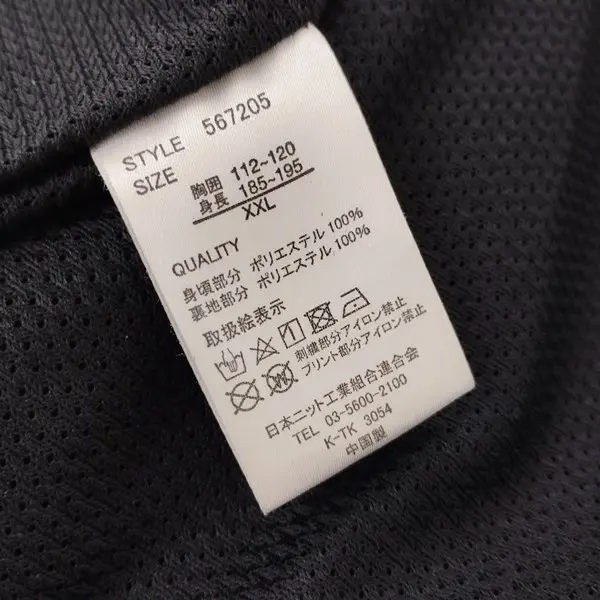 STYLE 567205
SIZE 胸囲 112~120
身長 185~195
XXL
QUALITY
身頃部分 ポリエステル 100%
裏地部分 ポリエステル 100%
取扱絵表示
刺繍部分アイロン禁止
プリント部分アイロン禁止
日本ニット工業組合連合会
TEL 03-5600-2100
K-TK 3054
中国製